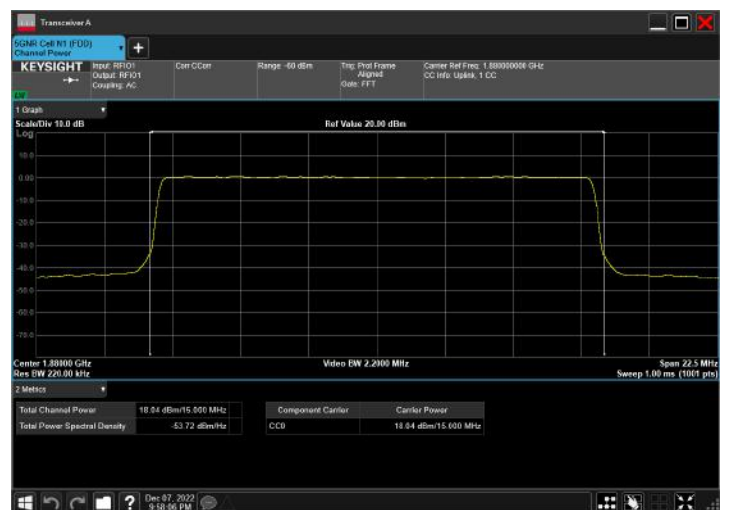 Transceiver A
5GNR Cell N1 (FDD)
Channel Power
KEYSIGHT
Input: RFIO1
Output: RFIO1
Coupling: AC
Corr CCorr
Range: -60 dBm
Trig: Prot Frame
Aligned
Gate: FFT
Carrier Ref Freq: 1.880000000 GHz
CC Info: Uplink, 1 CC
1 Graph
Scale/Div 10.0 dB
Ref Value 20.00 dBm
Log
10.0
0.00
-10.0
-20.0
-30.0
-40.0
-50.0
-60.0
-70.0
Center 1.88000 GHz
Video BW 2.2000 MHz
Span 22.5 MHz
Res BW 220.00 kHz
Sweep 1.00 ms (1001 pts)
2 Metrics
Total Channel Power 18.04 dBm/15.000 MHz
Total Power Spectral Density -53.72 dBm/Hz
Component Carrier Carrier Power
CC0 18.04 dBm/15.000 MHz
Dec 07, 2022
9:58:06 PM